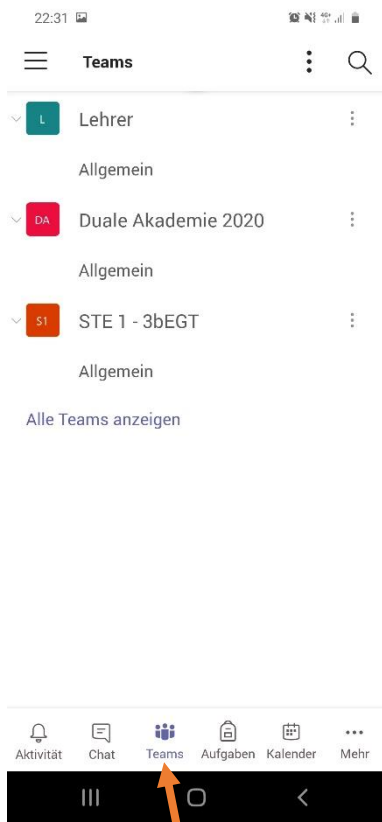 22:31
Teams
L Lehrer
Allgemein
DA Duale Akademie 2020
Allgemein
S1 STE 1 - 3bEGT
Allgemein
Alle Teams anzeigen
Aktivität Chat Teams Aufgaben Kalender Mehr